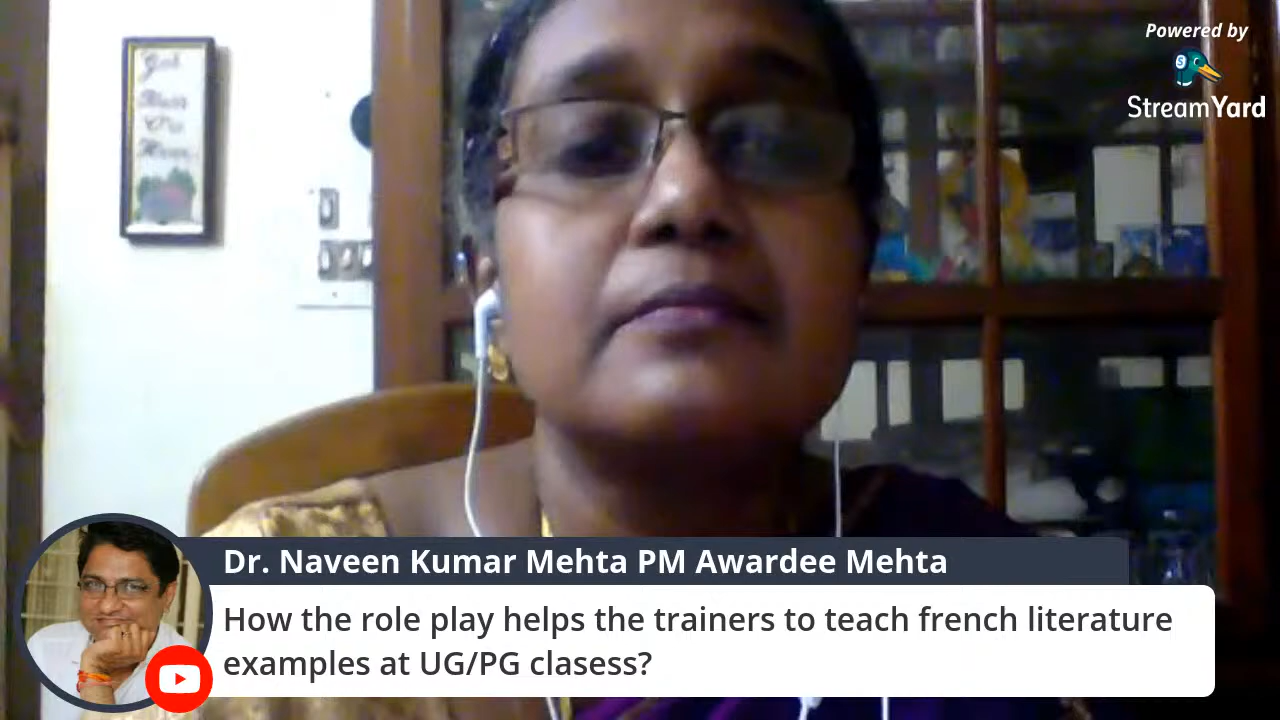 Powered by
StreamYard
Dr. Naveen Kumar Mehta PM Awardee Mehta
How the role play helps the trainers to teach french literature
examples at UG/PG clasess?